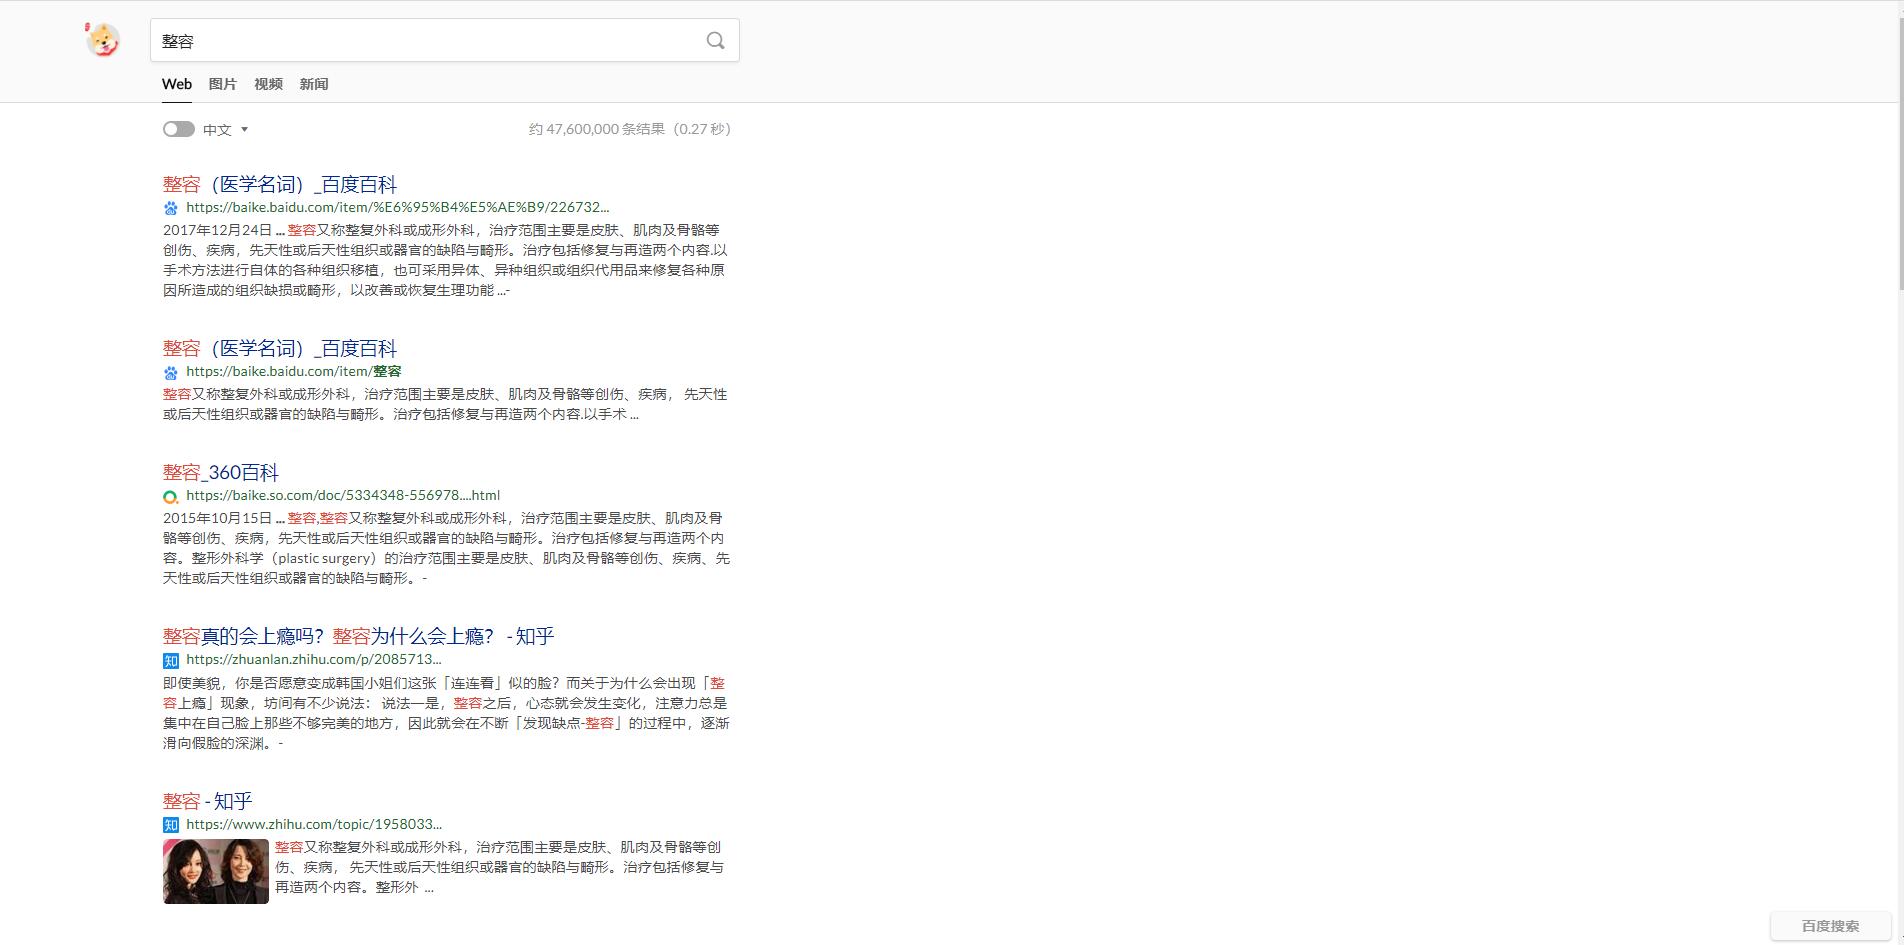 整容
Web 图片 视频 新闻
中文 约 47,600,000 条结果（0.27 秒）
整容（医学名词）_百度百科
https://baike.baidu.com/item/%E6%95%B4%E5%AE%B9/226732...
2017年12月24日 ... 整容又称整复外科或成形外科，治疗范围主要是皮肤、肌肉及骨骼等
创伤、疾病，先天性或后天性组织或器官的缺陷与畸形。治疗包括修复与再造两个内容.以
手术方法进行自体的各种组织移植，也可采用异体、异种组织或组织代用品来修复各种原
因所造成的组织缺损或畸形，以改善或恢复生理功能 ...-
整容（医学名词）_百度百科
https://baike.baidu.com/item/整容
整容又称整复外科或成形外科，治疗范围主要是皮肤、肌肉及骨骼等创伤、疾病， 先天性
或后天性组织或器官的缺陷与畸形。治疗包括修复与再造两个内容.以手术 ...
整容_360百科
https://baike.so.com/doc/5334348-556978....html
2015年10月15日 ... 整容,整容又称整复外科或成形外科，治疗范围主要是皮肤、肌肉及骨
骼等创伤、疾病，先天性或后天性组织或器官的缺陷与畸形。治疗包括修复与再造两个内
容。整形外科学（plastic surgery）的治疗范围主要是皮肤、肌肉及骨骼等创伤、疾病、先
天性或后天性组织或器官的缺陷与畸形。-
整容真的会上瘾吗？整容为什么会上瘾？ - 知乎
https://zhuanlan.zhihu.com/p/2085713...
即使美貌，你是否愿意变成韩国小姐们这张「连连看」似的脸？而关于为什么会出现「整
容上瘾」现象，坊间有不少说法： 说法一是，整容之后，心态就会发生变化，注意力总是
集中在自己脸上那些不够完美的地方，因此就会在不断「发现缺点-整容」的过程中，逐渐
滑向假脸的深渊。-
整容 - 知乎
https://www.zhihu.com/topic/1958033...
整容又称整复外科或成形外科，治疗范围主要是皮肤、肌肉及骨骼等创
伤、疾病， 先天性或后天性组织或器官的缺陷与畸形。治疗包括修复与
再造两个内容。整形外 ...
百度搜索